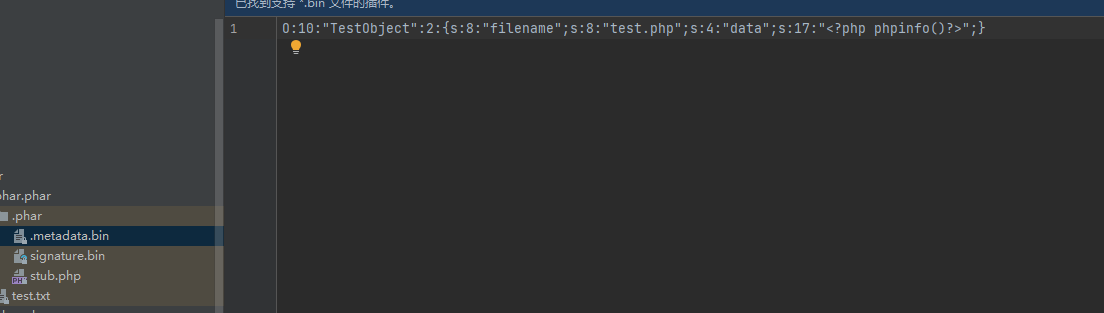 已找到支持 *.bin 文件的插件。
1 O:10:"TestObject":2:{s:8:"filename";s:8:"test.php";s:4:"data";s:17:"<?php phpinfo()?>";}
r
phar.phar
.phar
.metadata.bin
signature.bin
PHP stub.php
test.txt